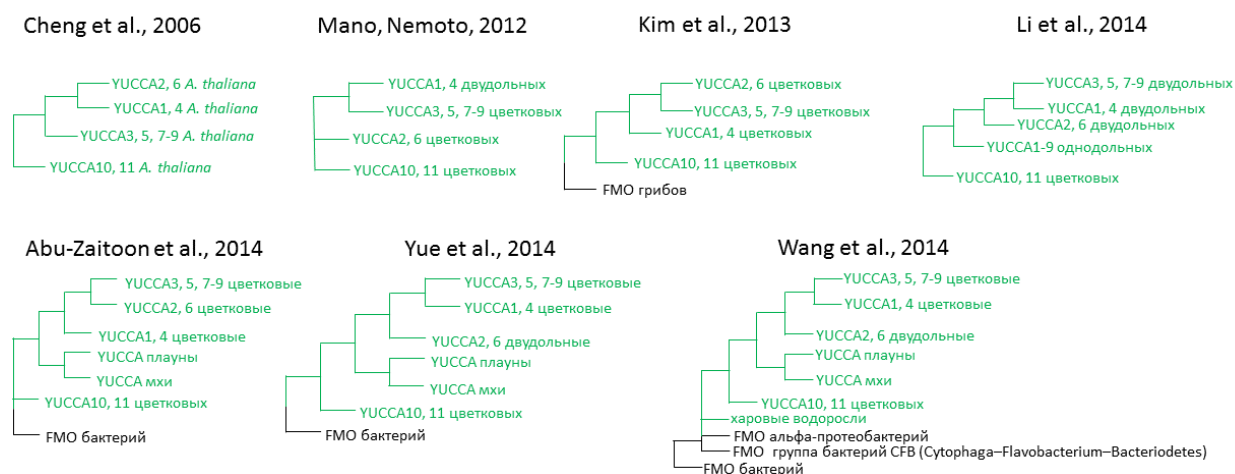 Cheng et al., 2006
YUCCA2, 6 A. thaliana
YUCCA1, 4 A. thaliana
YUCCA3, 5, 7-9 A. thaliana
YUCCA10, 11 A. thaliana
Mano, Nemoto, 2012
YUCCA1, 4 двудольных
YUCCA3, 5, 7-9 цветковых
YUCCA2, 6 цветковых
YUCCA10, 11 цветковых
Kim et al., 2013
YUCCA2, 6 цветковых
YUCCA3, 5, 7-9 цветковых
YUCCA1, 4 цветковых
YUCCA10, 11 цветковых
FMO грибов
Li et al., 2014
YUCCA3, 5, 7-9 двудольных
YUCCA1, 4 двудольных
YUCCA2, 6 двудольных
YUCCA1-9 однодольных
YUCCA10, 11 цветковых
Abu-Zaitoon et al., 2014
YUCCA3, 5, 7-9 цветковые
YUCCA2, 6 цветковые
YUCCA1, 4 цветковые
YUCCA плауны
YUCCA мхи
YUCCA10, 11 цветковых
FMO бактерий
Yue et al., 2014
YUCCA3, 5, 7-9 цветковые
YUCCA1, 4 цветковые
YUCCA2, 6 двудольные
YUCCA плауны
YUCCA мхи
YUCCA10, 11 цветковых
FMO бактерий
Wang et al., 2014
YUCCA3, 5, 7-9 цветковые
YUCCA1, 4 цветковые
YUCCA2, 6 двудольные
YUCCA плауны
YUCCA мхи
YUCCA10, 11 цветковых
харовые водоросли
FMO альфа-протеобактерий
FMO группа бактерий CFB (Cytophaga–Flavobacterium–Bacteriodetes)
FMO бактерий